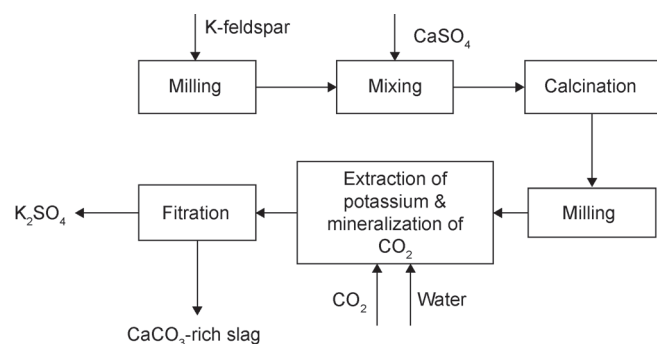 K-feldspar
CaSO₄
Milling
Mixing
Calcination
Milling
Extraction of
potassium &
mineralization of
CO₂
Fitration
K₂SO₄
CO₂
Water
CaCO₃-rich slag